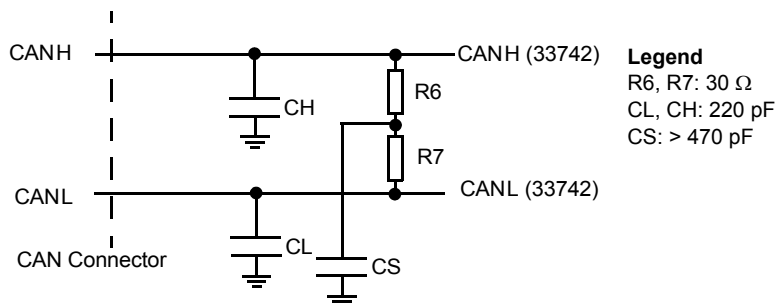 CANH
CANH (33742)
Legend
R6, R7: 30 Ω
CL, CH: 220 pF
CS: > 470 pF
R6
CH
R7
CANL
CANL (33742)
CL
CS
CAN Connector